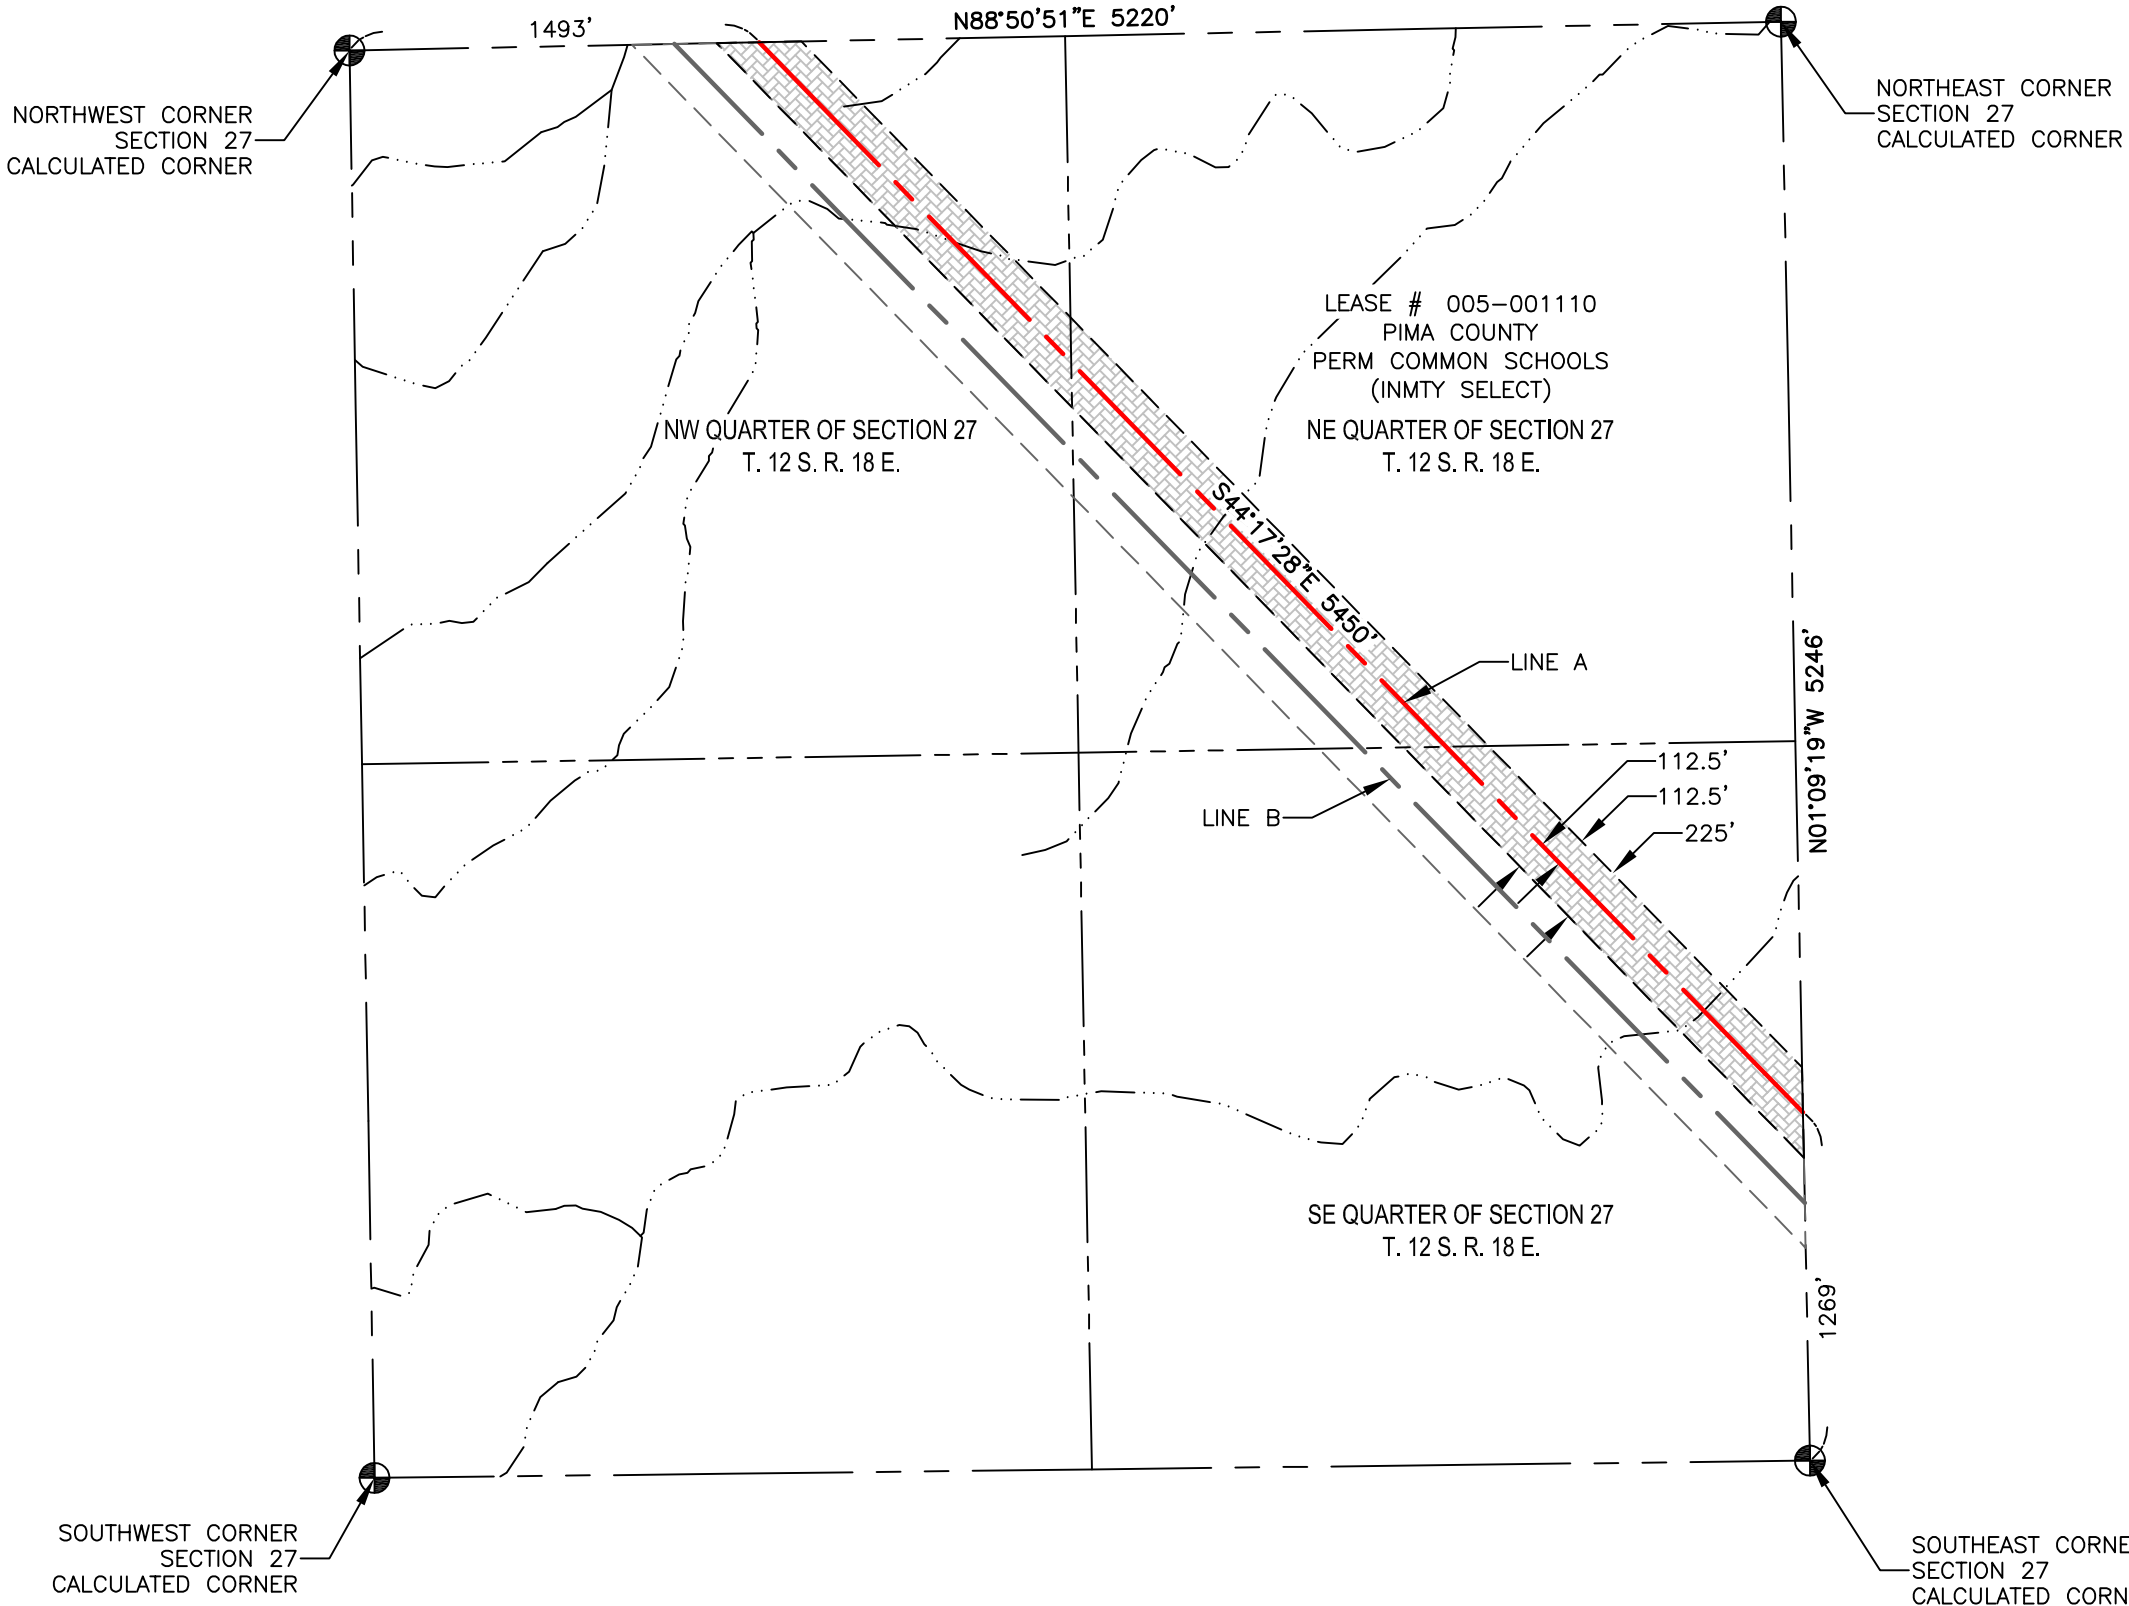 1493'
N88°50'51"E 5220'
NORTHWEST CORNER
SECTION 27
CALCULATED CORNER
NORTHEAST CORNER
SECTION 27
CALCULATED CORNER
LEASE # 005-001110
PIMA COUNTY
PERM COMMON SCHOOLS
(INMTY SELECT)
NW QUARTER OF SECTION 27
T. 12 S. R. 18 E.
NE QUARTER OF SECTION 27
T. 12 S. R. 18 E.
S44°17'28"E 5450'
LINE A
N01°09'19"W 5246'
112.5'
112.5'
225'
LINE B
SE QUARTER OF SECTION 27
T. 12 S. R. 18 E.
1269'
SOUTHWEST CORNER
SECTION 27
CALCULATED CORNER
SOUTHEAST CORNE
SECTION 27
CALCULATED CORN